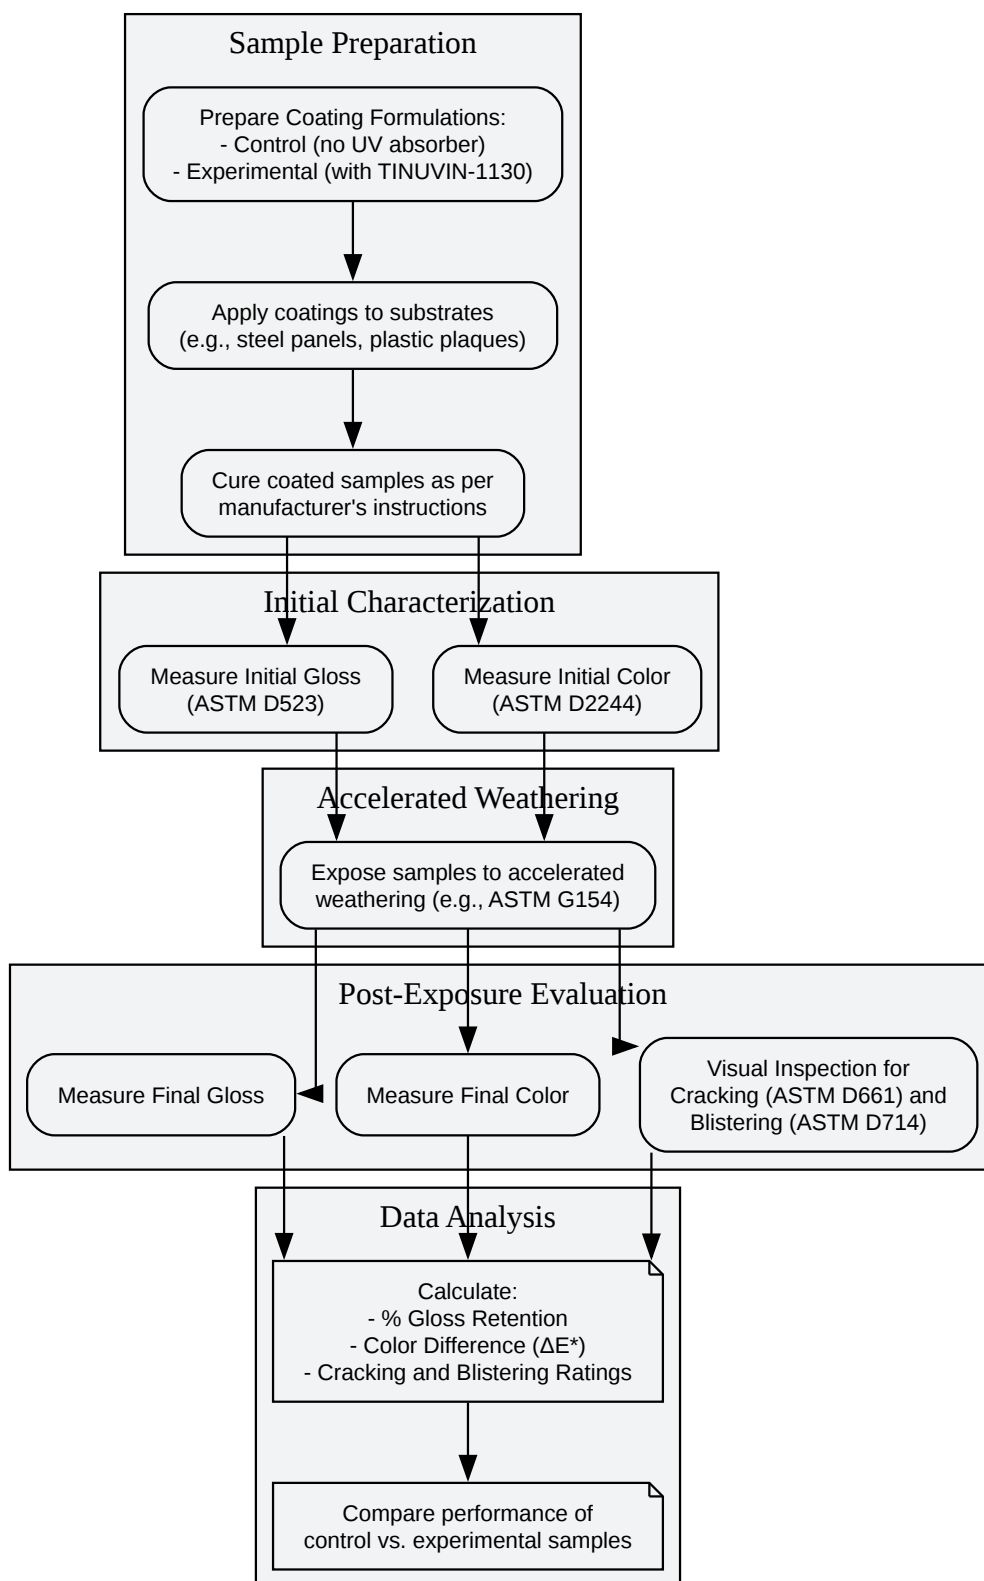 Sample Preparation
Prepare Coating Formulations:
- Control (no UV absorber)
- Experimental (with TINUVIN-1130)
Apply coatings to substrates
(e.g., steel panels, plastic plaques)
Cure coated samples as per
manufacturer's instructions
Initial Characterization
Measure Initial Gloss
(ASTM D523)
Measure Initial Color
(ASTM D2244)
Accelerated Weathering
Expose samples to accelerated
weathering (e.g., ASTM G154)
Post-Exposure Evaluation
Measure Final Gloss
Measure Final Color
Visual Inspection for
Cracking (ASTM D661) and
Blistering (ASTM D714)
Data Analysis
Calculate:
- % Gloss Retention
- Color Difference (ΔE*)
- Cracking and Blistering Ratings
Compare performance of
control vs. experimental samples